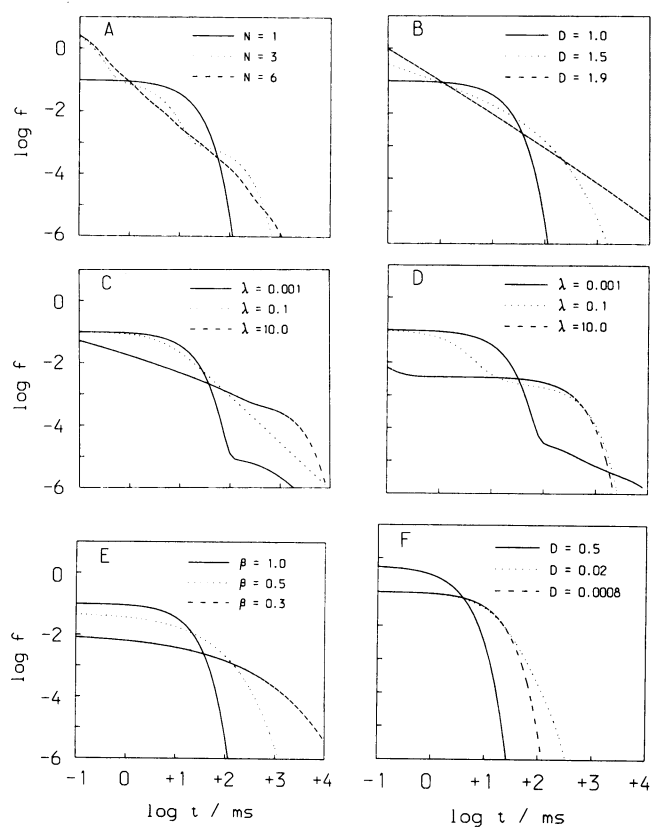 A
N = 1
N = 3
N = 6
B
D = 1.0
D = 1.5
D = 1.9
0
-2
-4
-6
log f
C
λ = 0.001
λ = 0.1
λ =10.0
D
λ = 0.001
λ = 0.1
λ = 10.0
0
-2
-4
-6
log f
E
β = 1.0
β = 0.5
β = 0.3
F
D = 0.5
D = 0.02
D = 0.0008
0
-2
-4
-6
log f
-1 0 +1 +2 +3 +4
-1 0 +1 +2 +3 +4
log t / ms
log t / ms